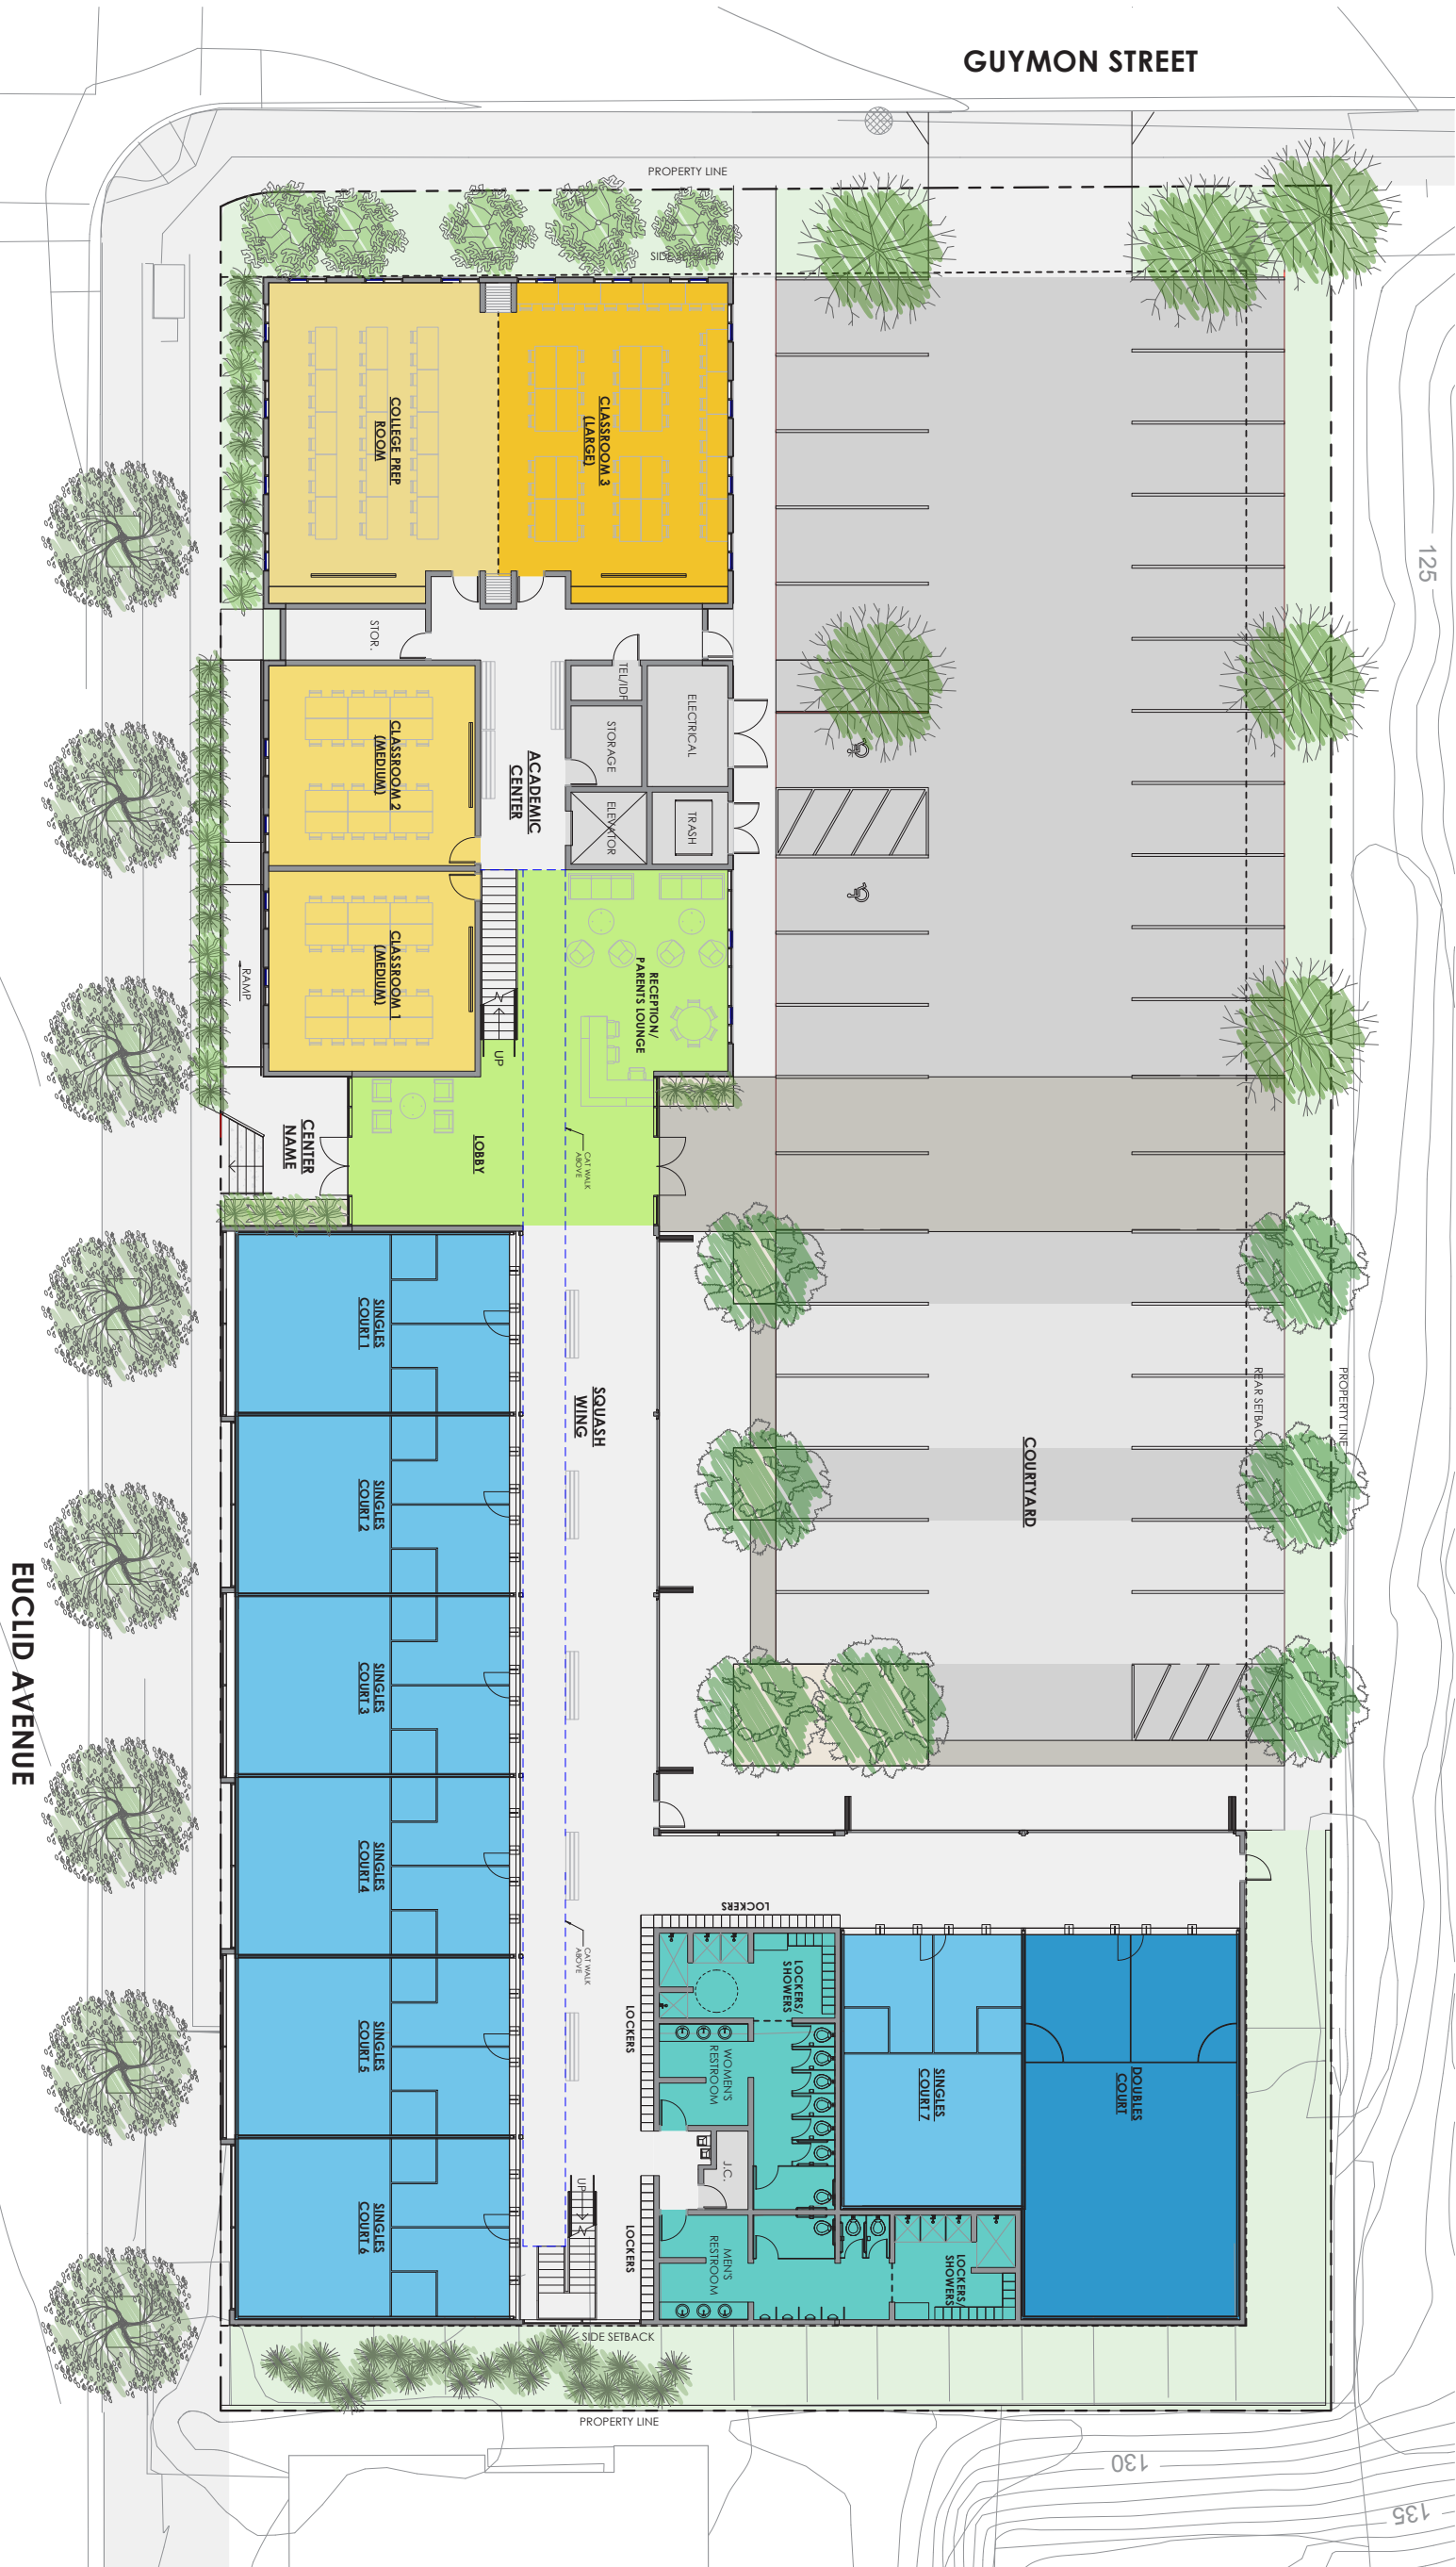 GUYMON STREET
PROPERTY LINE
SIDE SETBACK
125
COLLEGE PREP
ROOM
CLASSROOM 3
(LARGE)
STOR.
TEL/IDF
ELECTRICAL
STORAGE
CLASSROOM 2
(MEDIUM)
ACADEMIC
CENTER
ELEVATOR
TRASH
CLASSROOM 1
(MEDIUM)
RAMP
RECEPTION/
PARENTS LOUNGE
UP
CENTER
NAME
LOBBY
CAT WALK
ABOVE
SINGLES
COURT 1
SQUASH
WING
REAR SETBACK
PROPERTY LINE
COURTYARD
SINGLES
COURT 2
EUCLID AVENUE
SINGLES
COURT 3
SINGLES
COURT 4
LOCKERS
CAT WALK
ABOVE
LOCKERS/
SHOWERS
SINGLES
COURT 5
LOCKERS
WOMEN'S
RESTROOM
SINGLES
COURT 7
DOUBLES
COURT
J.C.
UP
SINGLES
COURT 6
LOCKERS
MEN'S
RESTROOM
LOCKERS/
SHOWERS
SIDE SETBACK
PROPERTY LINE
130
135